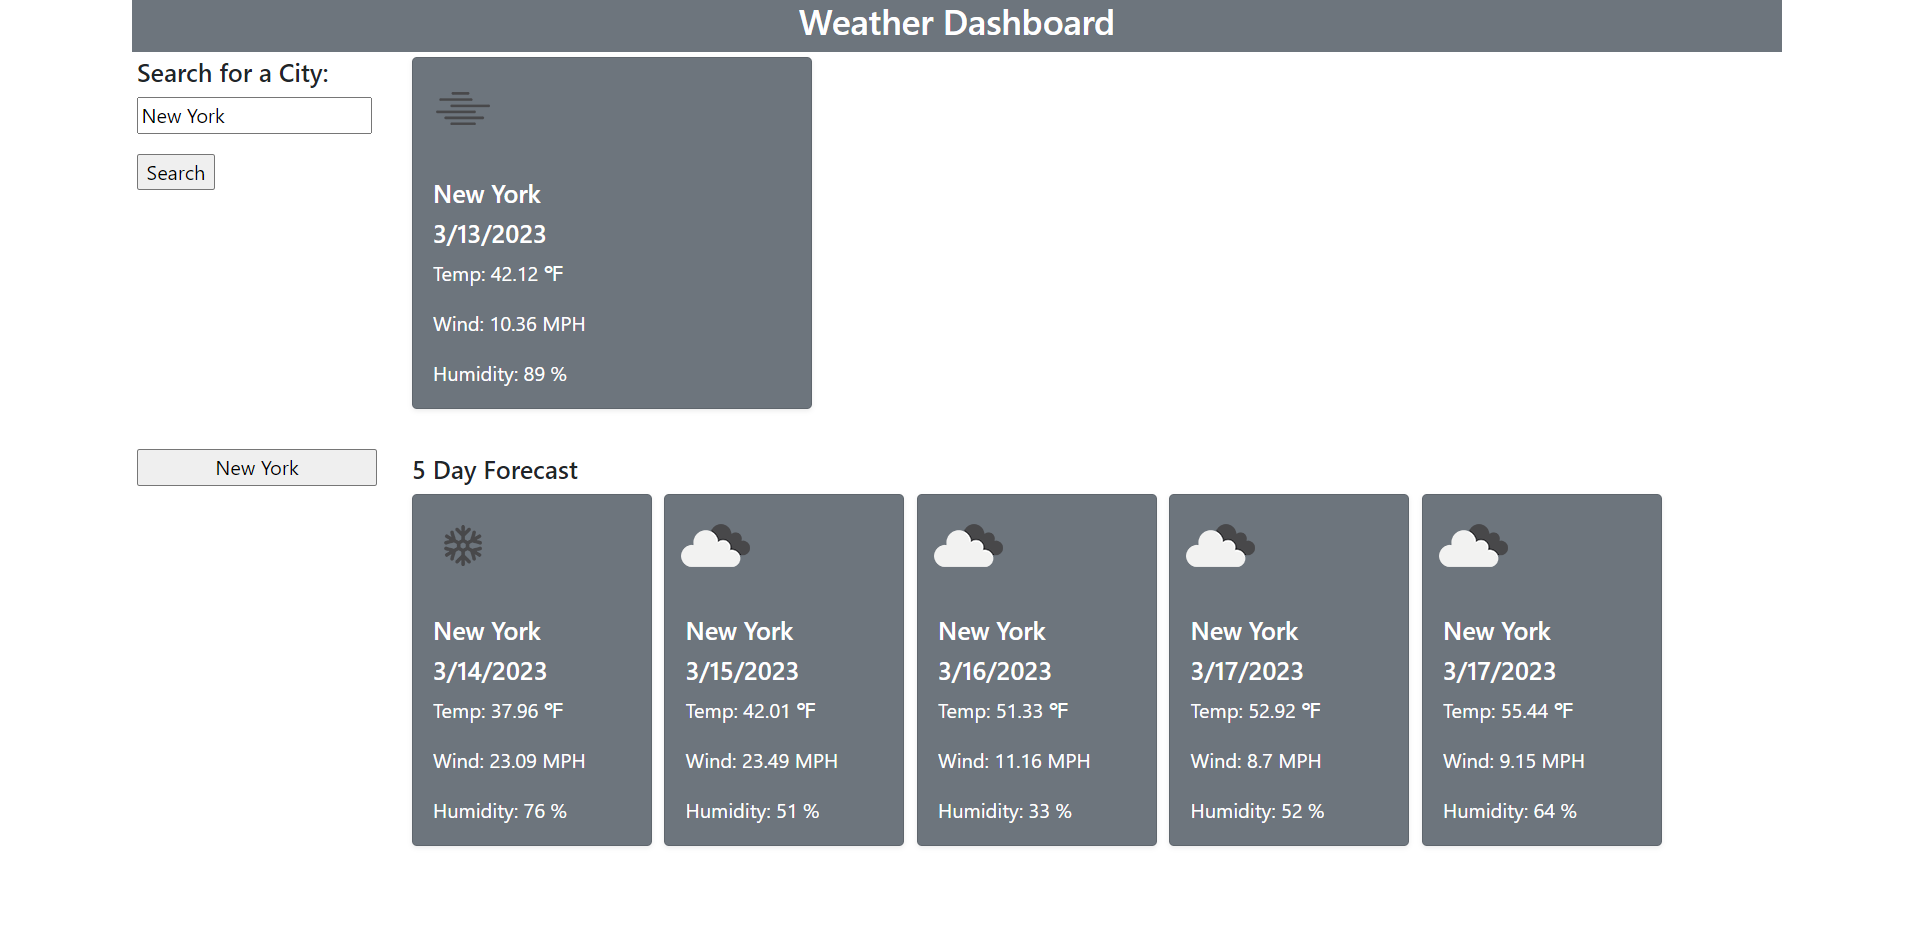 Weather Dashboard
Search for a City:
New York
Search
New York
3/13/2023
Temp: 42.12 ℉
Wind: 10.36 MPH
Humidity: 89 %
New York
5 Day Forecast
New York
3/14/2023
Temp: 37.96 ℉
Wind: 23.09 MPH
Humidity: 76 %
New York
3/15/2023
Temp: 42.01 ℉
Wind: 23.49 MPH
Humidity: 51 %
New York
3/16/2023
Temp: 51.33 ℉
Wind: 11.16 MPH
Humidity: 33 %
New York
3/17/2023
Temp: 52.92 ℉
Wind: 8.7 MPH
Humidity: 52 %
New York
3/17/2023
Temp: 55.44 ℉
Wind: 9.15 MPH
Humidity: 64 %